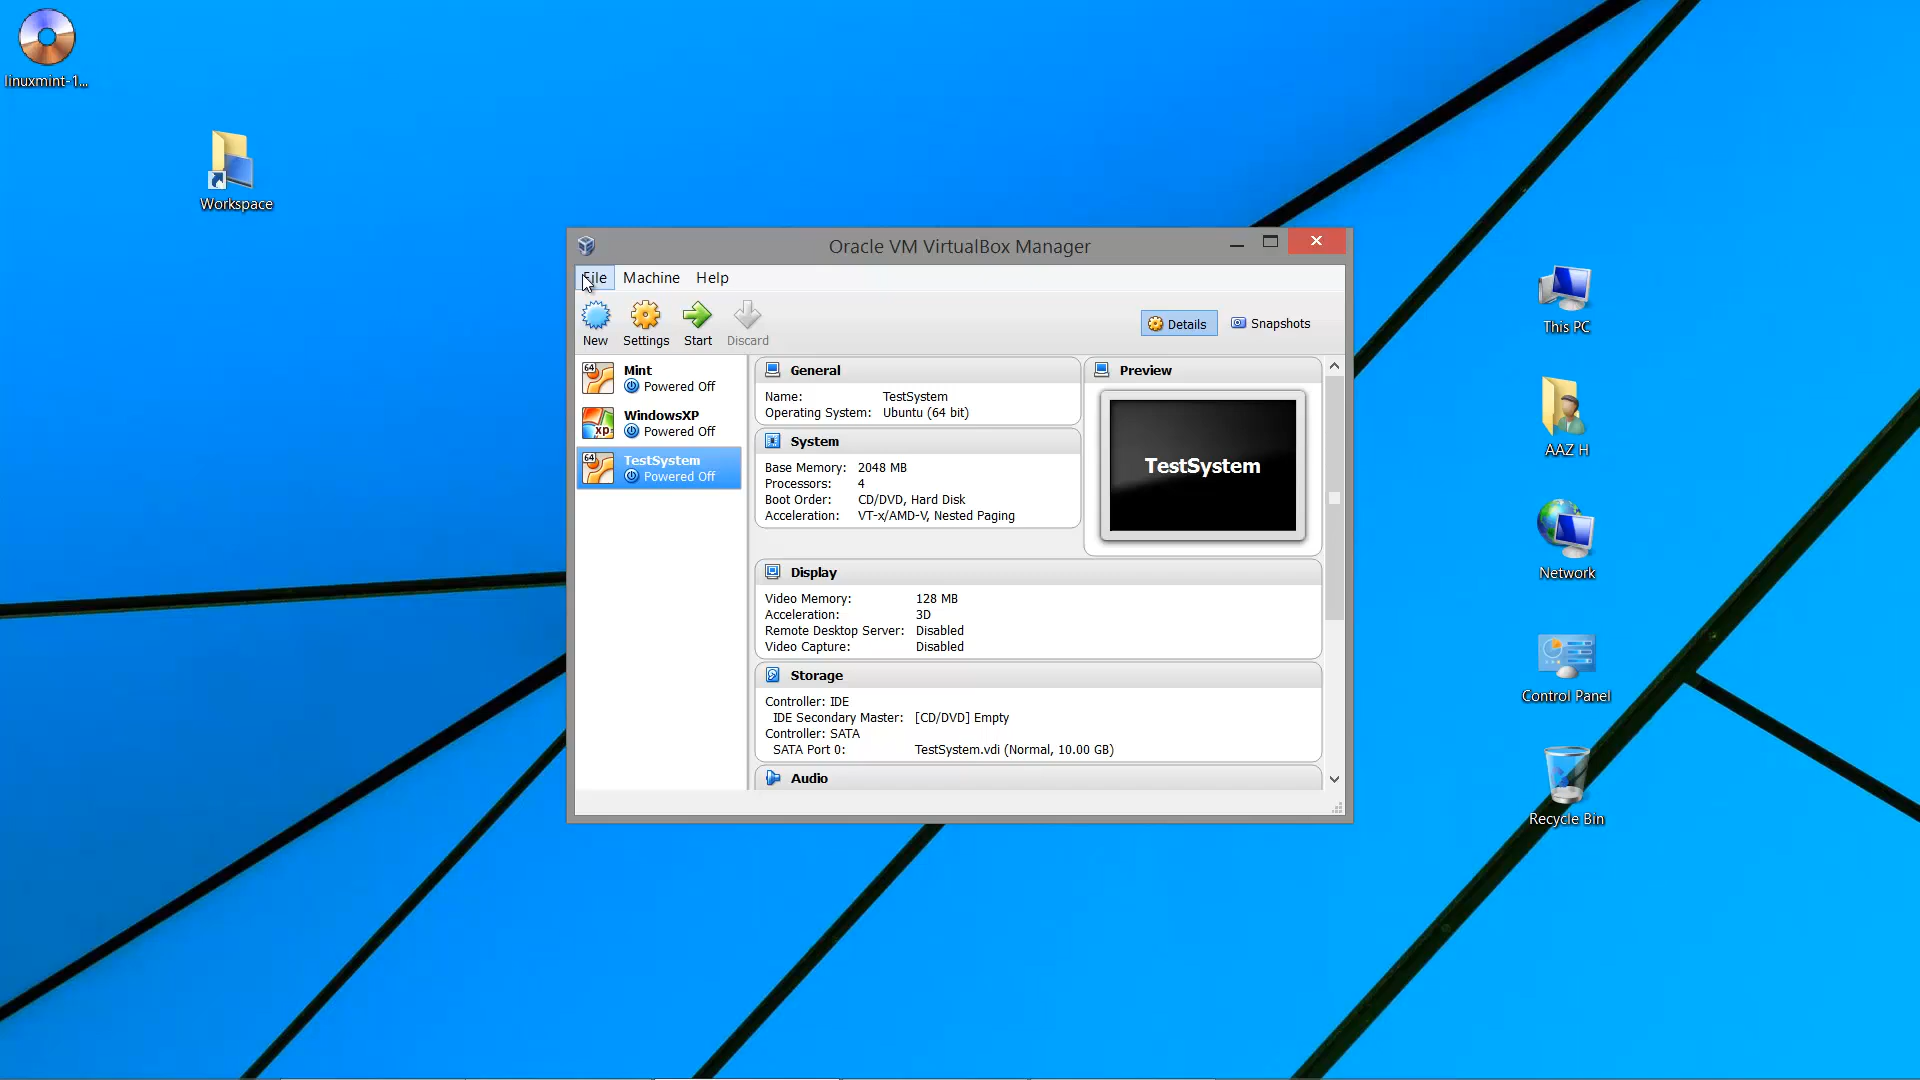 linuxmint-1...
Workspace
Oracle VM VirtualBox Manager
File Machine Help
New Settings Start Discard
Details Snapshots
64 Mint
Powered Off
WindowsXP
xp Powered Off
64 TestSystem
Powered Off
General
Name: TestSystem
Operating System: Ubuntu (64 bit)
System
Base Memory: 2048 MB
Processors: 4
Boot Order: CD/DVD, Hard Disk
Acceleration: VT-x/AMD-V, Nested Paging
Preview
TestSystem
Display
Video Memory: 128 MB
Acceleration: 3D
Remote Desktop Server: Disabled
Video Capture: Disabled
Storage
Controller: IDE
IDE Secondary Master: [CD/DVD] Empty
Controller: SATA
SATA Port 0: TestSystem.vdi (Normal, 10.00 GB)
Audio
This PC
AAZ H
Network
Control Panel
Recycle Bin